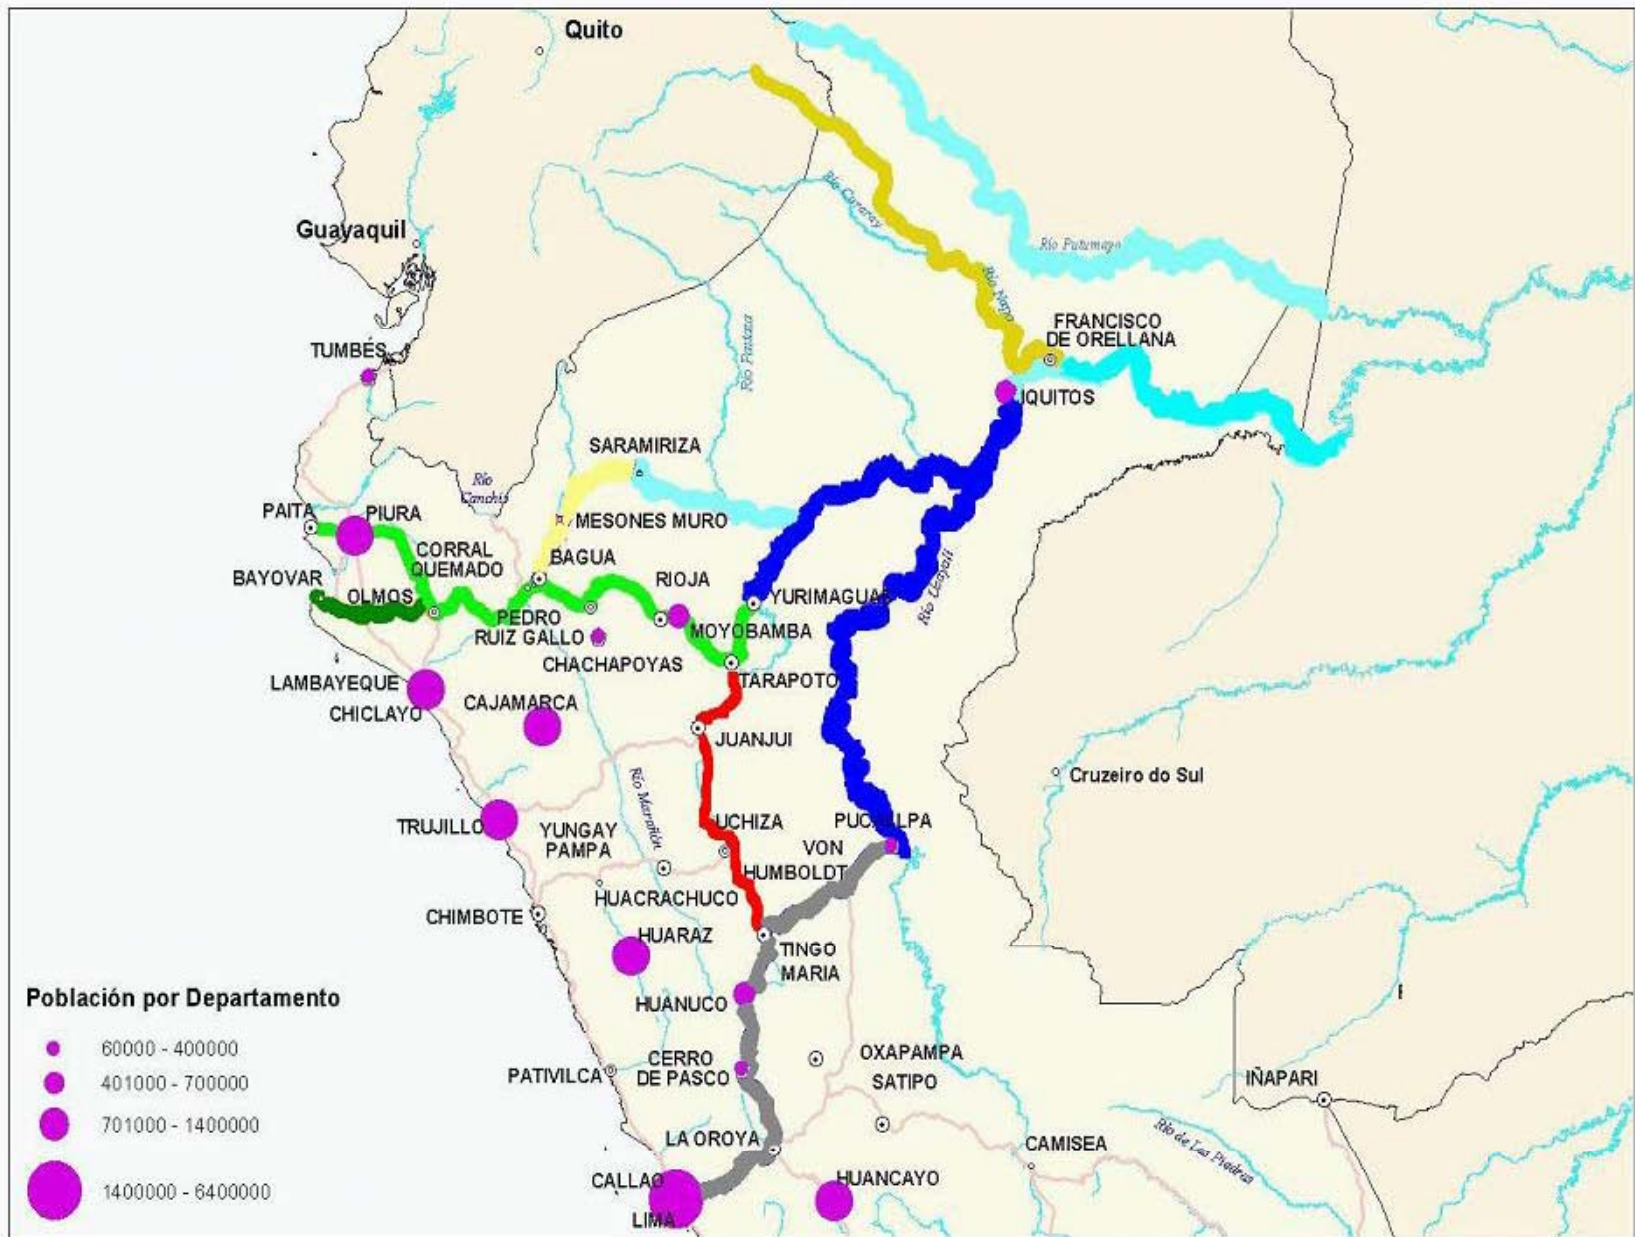 Quito
Río Curaray
Guayaquil
Río Putumayo
Río Napo
FRANCISCO
DE ORELLANA
TUMBÉS
Río Pastaza
IQUITOS
SARAMIRIZA
Río
Canchis
PAITA
PIURA
MESONES MURO
CORRAL
QUEMADO
BAGUA
BAYOVAR
OLMOS
RIOJA
YURIMAGUAS
Río Ucayali
PEDRO
RUIZ GALLO
MOYOBAMBA
CHACHAPOYAS
LAMBAYEQUE
TARAPOTO
CHICLAYO
CAJAMARCA
JUANJUI
Río Marañón
Cruzeiro do Sul
TRUJILLO
YUNGAY
PAMPA
UCHIZA
PUCALLPA
VON
HUMBOLDT
HUACRACHUCO
CHIMBOTE
HUARAZ
TINGO
MARIA
Población por Departamento
HUANUCO
60000 - 400000
401000 - 700000
701000 - 1400000
1400000 - 6400000
PATIVILCA
CERRO
DE PASCO
OXAPAMPA
SATIPO
IÑAPARI
LA OROYA
CAMISEA
Río de Las Piedras
CALLAO
HUANCAYO
LIMA